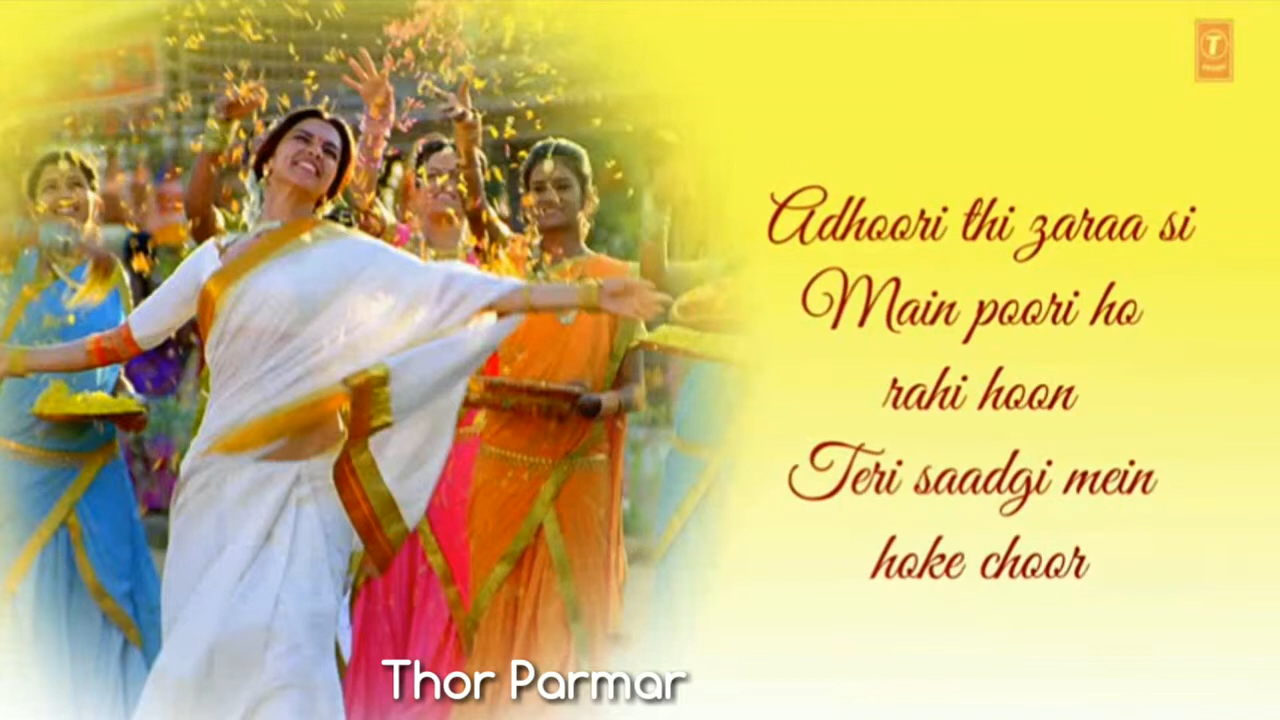 T
Adhoori thi zaraa si
Main poori ho
rahi hoon
Teri saadgi mein
hoke choor
Thor Parmar